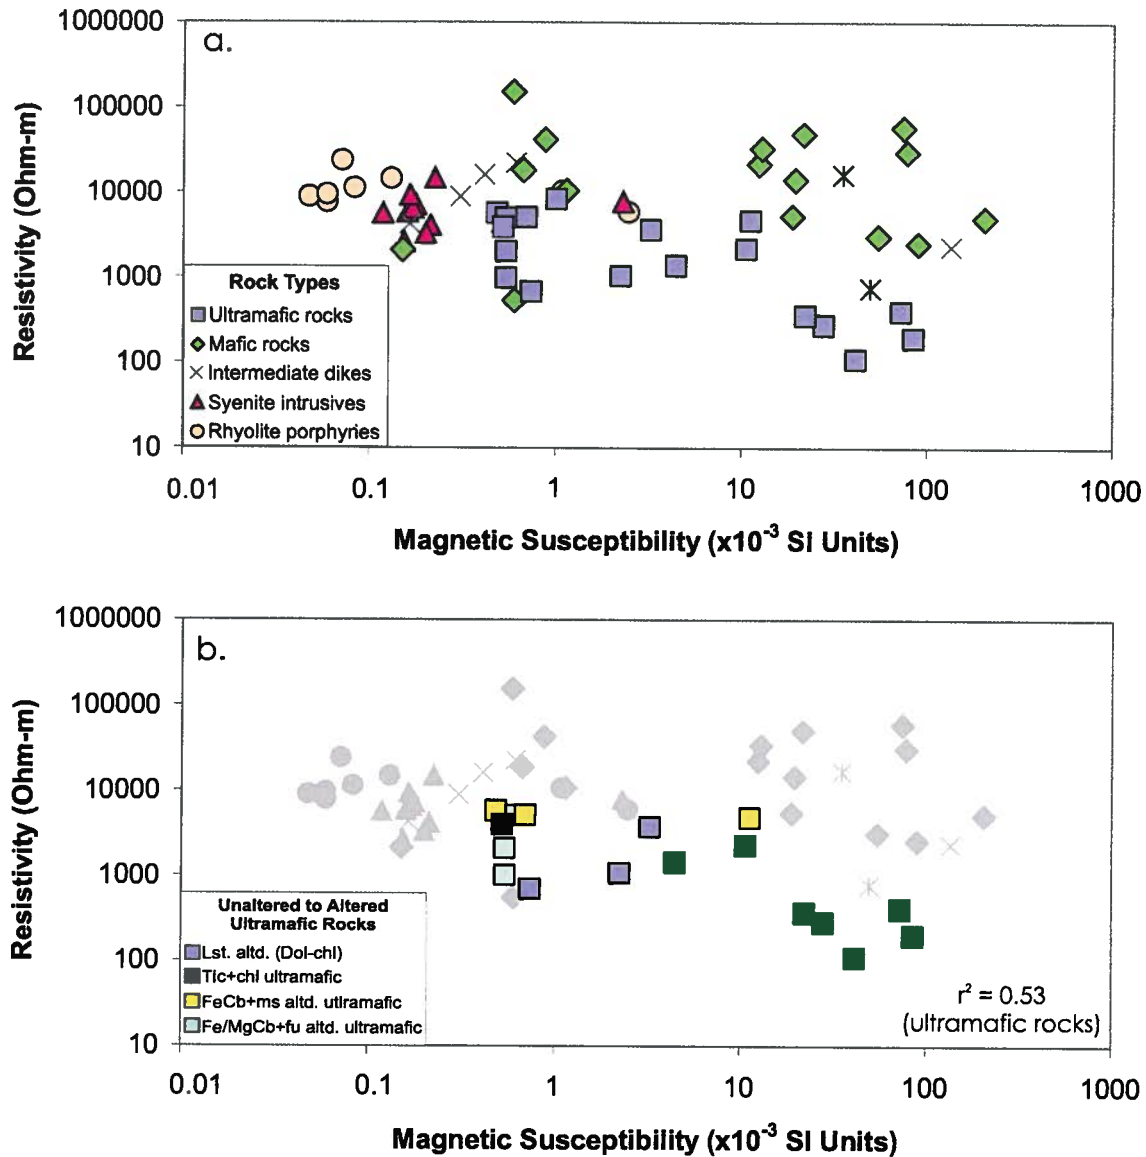 a.
1000000
100000
10000
1000
100
10
Resistivity (Ohm-m)
Rock Types
Ultramafic rocks
Mafic rocks
Intermediate dikes
Syenite intrusives
Rhyolite porphyries
0.01 0.1 1 10 100 1000
Magnetic Susceptibility (x10⁻³ SI Units)
b.
1000000
100000
10000
1000
100
10
Resistivity (Ohm-m)
Unaltered to Altered
Ultramafic Rocks
Lst. altd. (Dol-chl)
Tlc+chl ultramafic
FeCb+ms altd. utlramafic
Fe/MgCb+fu altd. ultramafic
r² = 0.53
(ultramafic rocks)
0.01 0.1 1 10 100 1000
Magnetic Susceptibility (x10⁻³ SI Units)